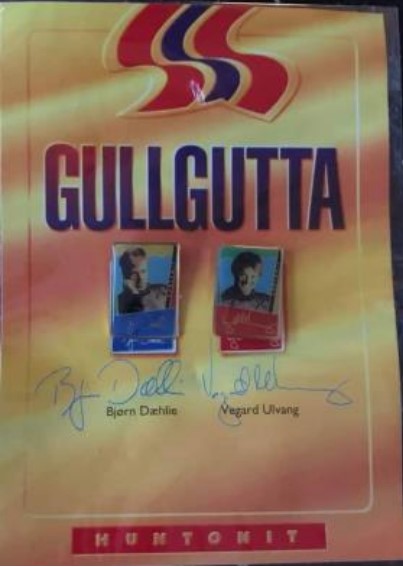 GULLGUTTA
Bjørn Dæhlie Vegard Ulvang
HUNTONIT